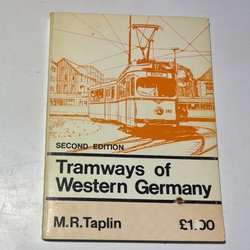 SECOND EDITION
Tramways of
Western Germany
M.R.Taplin
£1.00